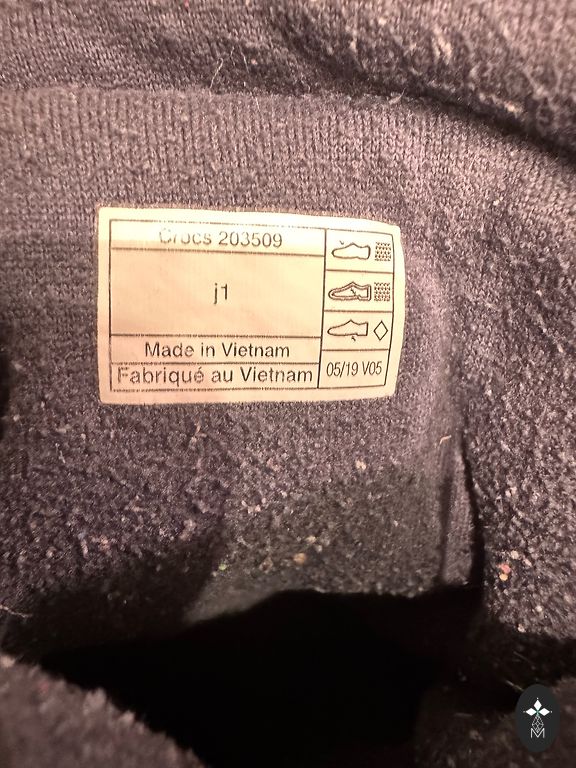 Crocs 203509
j1
Made in Vietnam
Fabriqué au Vietnam
05/19 V05
M